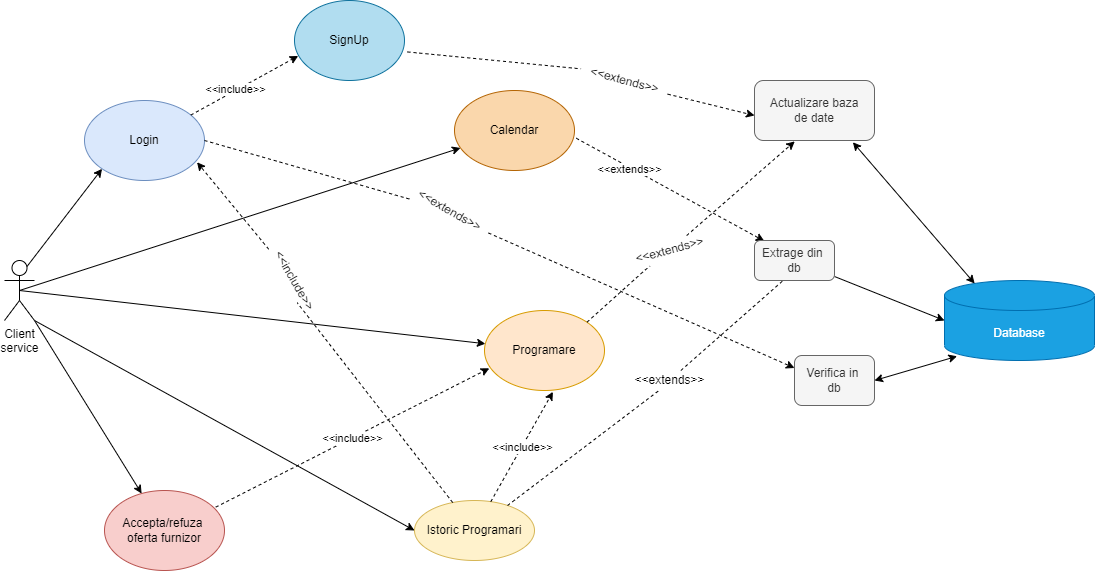 SignUp
<<include>>
<<extends>>
Actualizare baza
de date
Login
Calendar
<<extends>>
<<extends>>
<<extends>>
Extrage din
db
<<include>>
Client
service
Programare
Database
Verifica in
db
<<extends>>
<<include>>
<<include>>
Accepta/refuza
oferta furnizor
Istoric Programari